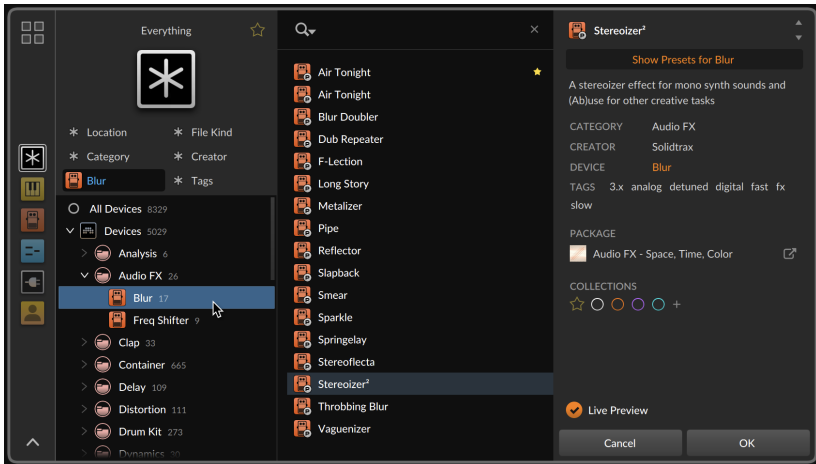 Everything
Location
File Kind
Category
Creator
Blur
Tags
All Devices 8329
Devices 5029
Analysis 6
Audio FX 26
Blur 17
Freq Shifter 9
Clap 33
Container 665
Delay 109
Distortion 111
Drum Kit 273
Dynamics 30
Air Tonight
Air Tonight
Blur Doubler
Dub Repeater
F-Lection
Long Story
Metalizer
Pipe
Reflector
Slapback
Smear
Sparkle
Springelay
Stereoflecta
Stereoizer²
Throbbing Blur
Vaguenizer
Stereoizer²
Show Presets for Blur
A stereoizer effect for mono synth sounds and
(Ab)use for other creative tasks
CATEGORY Audio FX
CREATOR Solidtrax
DEVICE Blur
TAGS 3.x analog detuned digital fast fx
slow
PACKAGE
Audio FX - Space, Time, Color
COLLECTIONS
Live Preview
Cancel
OK